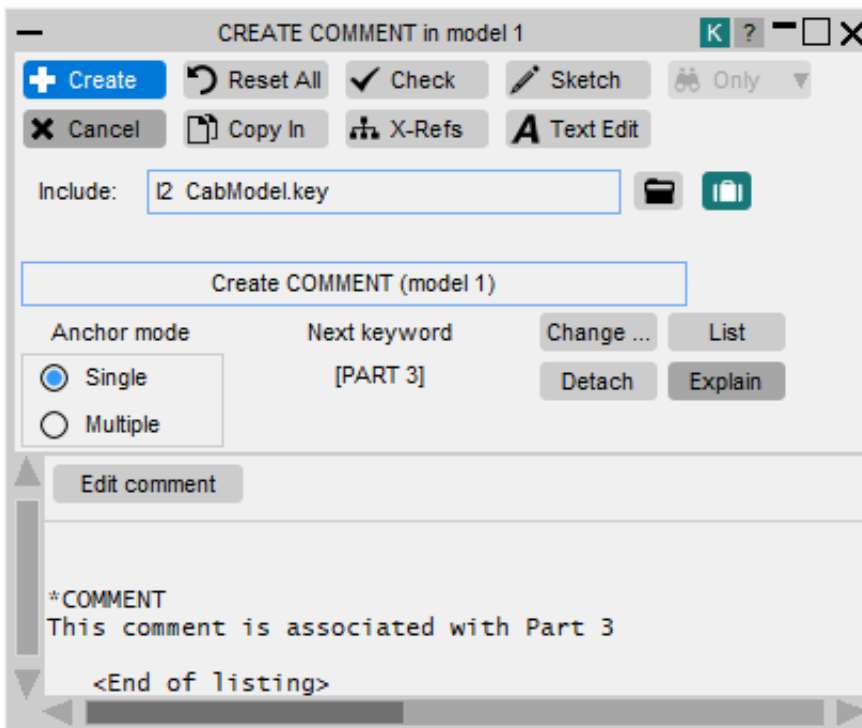 CREATE COMMENT in model 1 K ?
Create Reset All Check Sketch Only
Cancel Copy In X-Refs Text Edit
Include: I2 CabModel.key
Create COMMENT (model 1)
Anchor mode Next keyword Change ... List
Single [PART 3] Detach Explain
Multiple
Edit comment
*COMMENT
This comment is associated with Part 3
<End of listing>